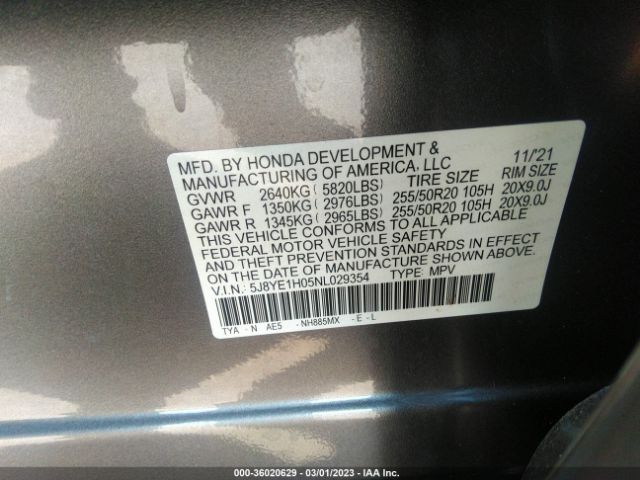 MFD. BY HONDA DEVELOPMENT & 11/'21
MANUFACTURING OF AMERICA, LLC TIRE SIZE RIM SIZE
GVWR 2640KG ( 5820LBS)
GAWR F 1350KG ( 2976LBS) 255/50R20 105H 20X9.0J
GAWR R 1345KG ( 2965LBS) 255/50R20 105H 20X9.0J
THIS VEHICLE CONFORMS TO ALL APPLICABLE
FEDERAL MOTOR VEHICLE SAFETY
AND THEFT PREVENTION STANDARDS IN EFFECT
ON THE DATE OF MANUFACTURE SHOWN ABOVE.
V.I.N.: 5J8YE1H05NL029354 TYPE: MPV
TYA - N AE5 - NH885MX - E - L
000-36020629 // 03/01/2023 // IAA Inc.